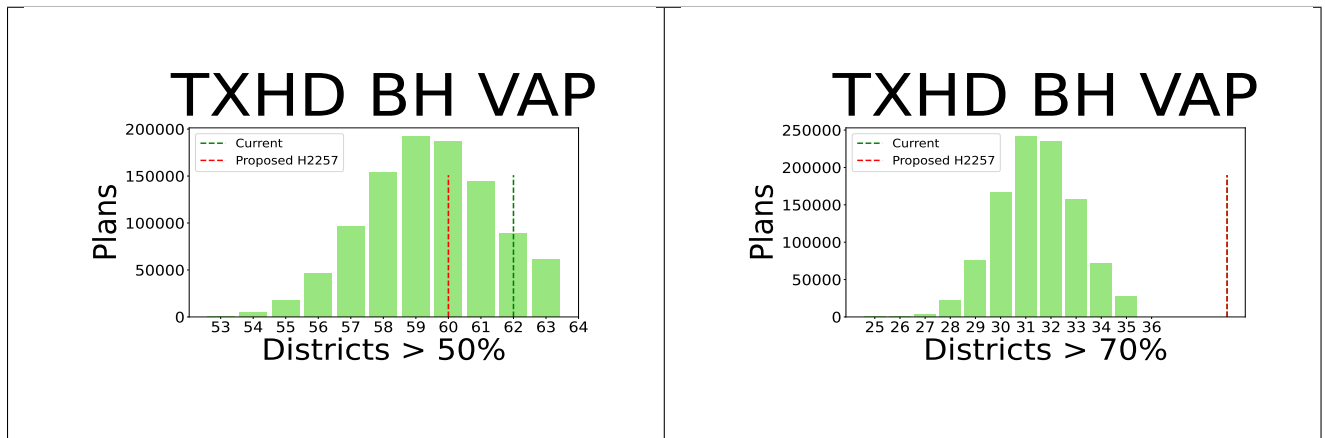 TXHD BH VAP
200000
Current
Proposed H2257
150000
100000
50000
0
Plans
53 54 55 56 57 58 59 60 61 62 63 64
Districts > 50%
TXHD BH VAP
250000
Current
Proposed H2257
200000
150000
100000
50000
0
Plans
25 26 27 28 29 30 31 32 33 34 35 36
Districts > 70%